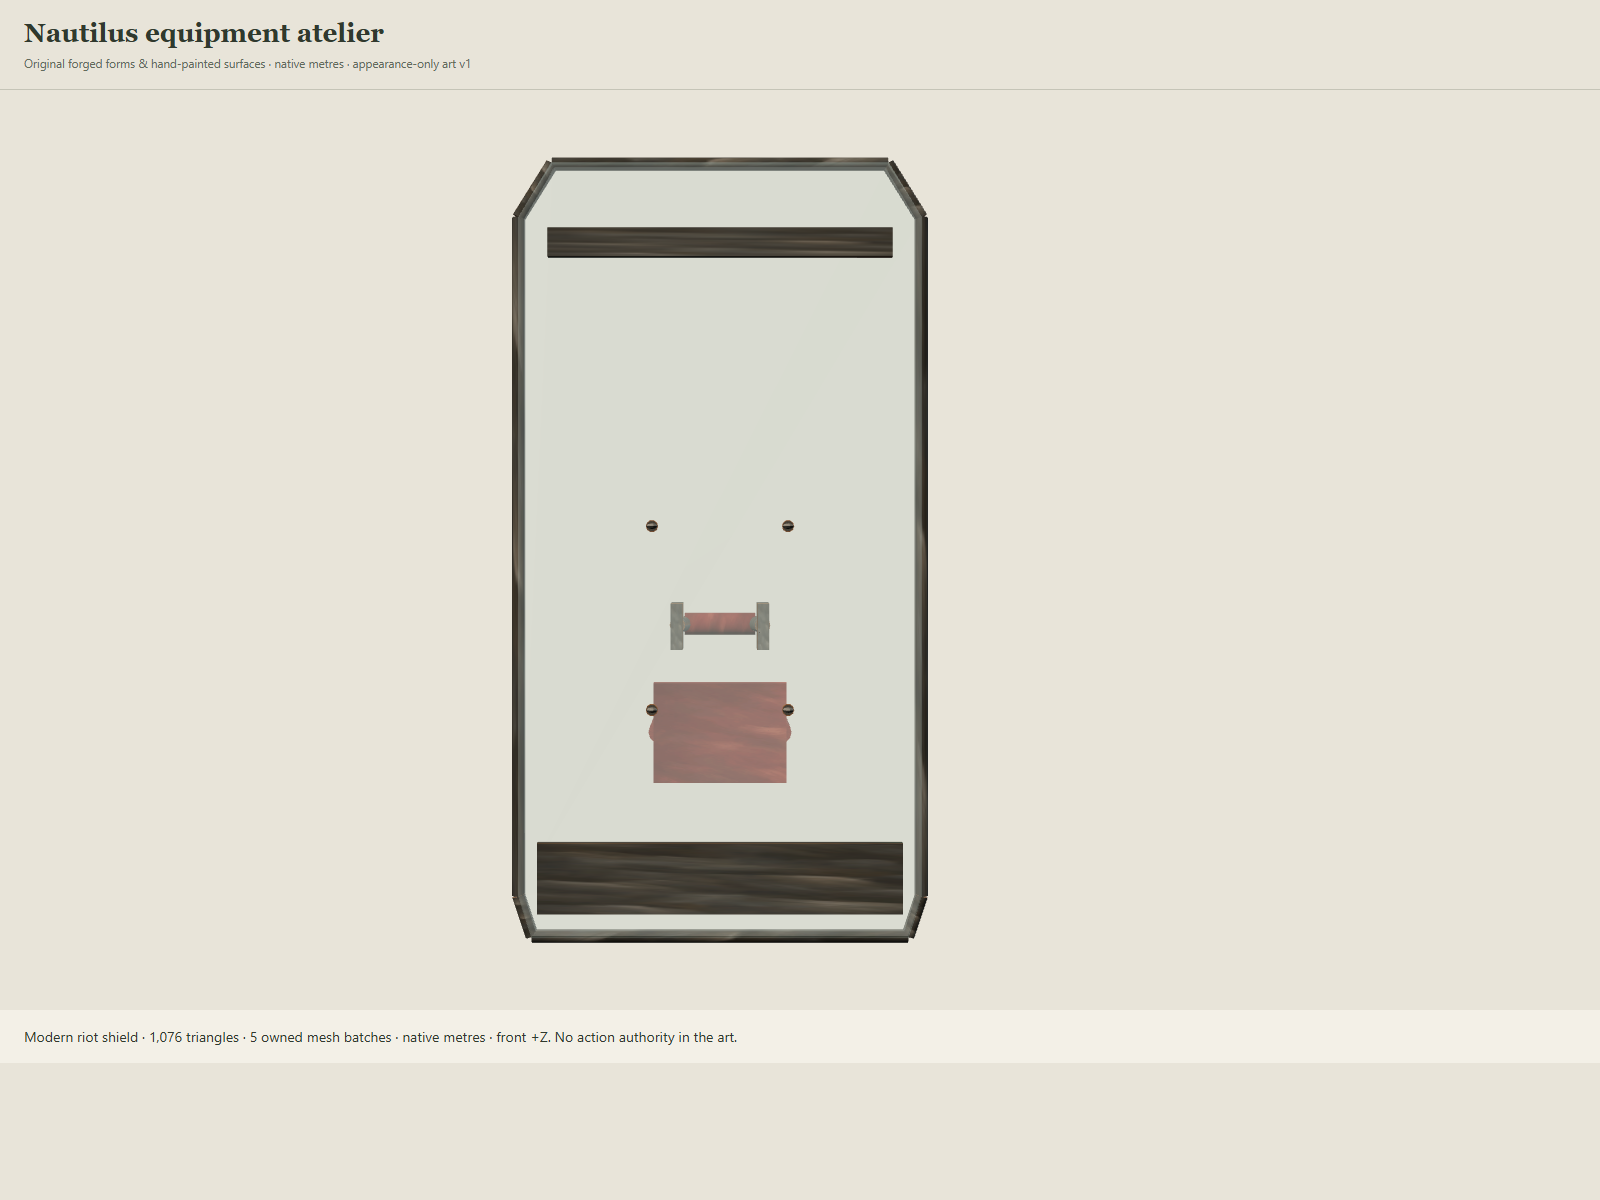 Nautilus equipment atelier
Original forged forms & hand-painted surfaces · native metres · appearance-only art v1
Modern riot shield · 1,076 triangles · 5 owned mesh batches · native metres · front +Z. No action authority in the art.